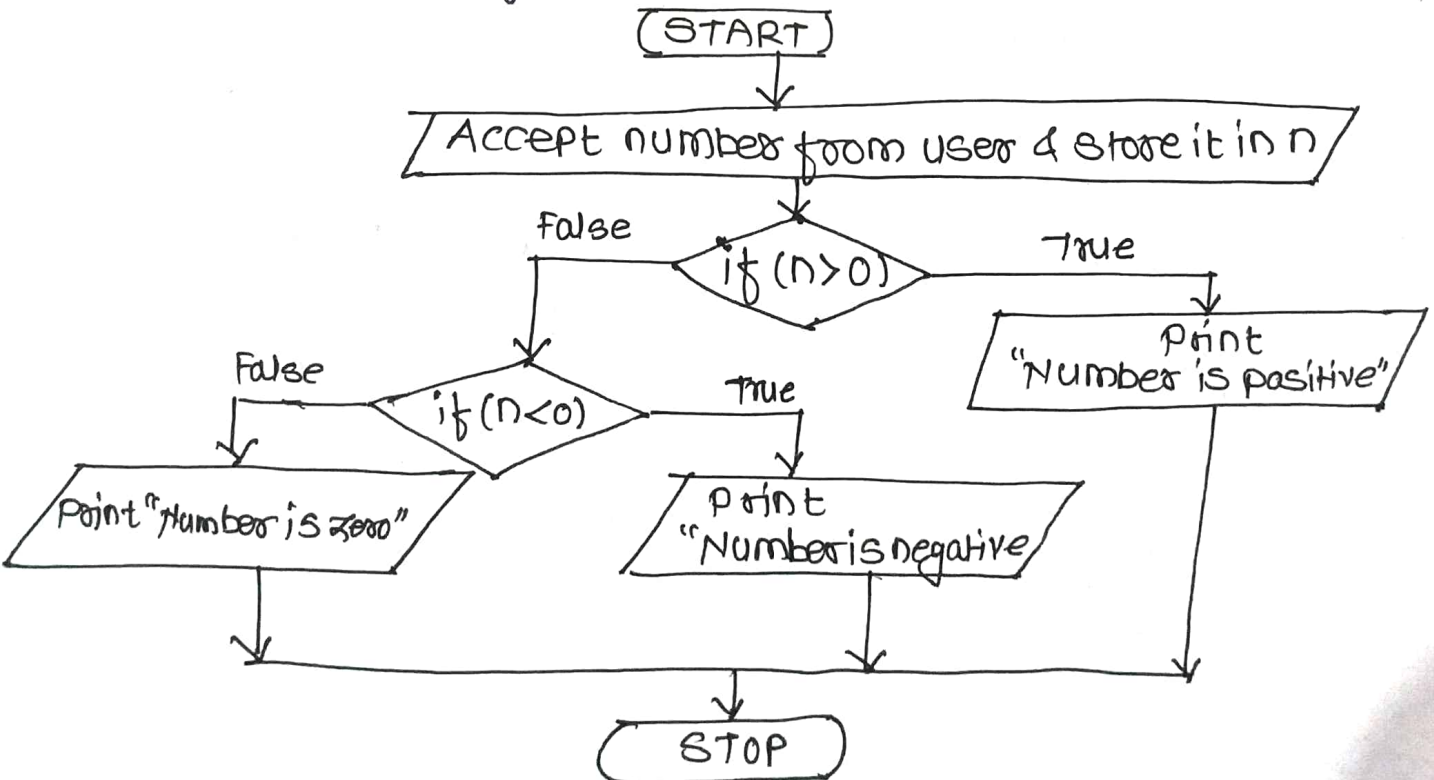 START
Accept number from user & store it in n
False
if (n>0)
True
Print
"Number is positive"
False
if (n<0)
True
Print "Number is zero"
Print
"Number is negative
STOP